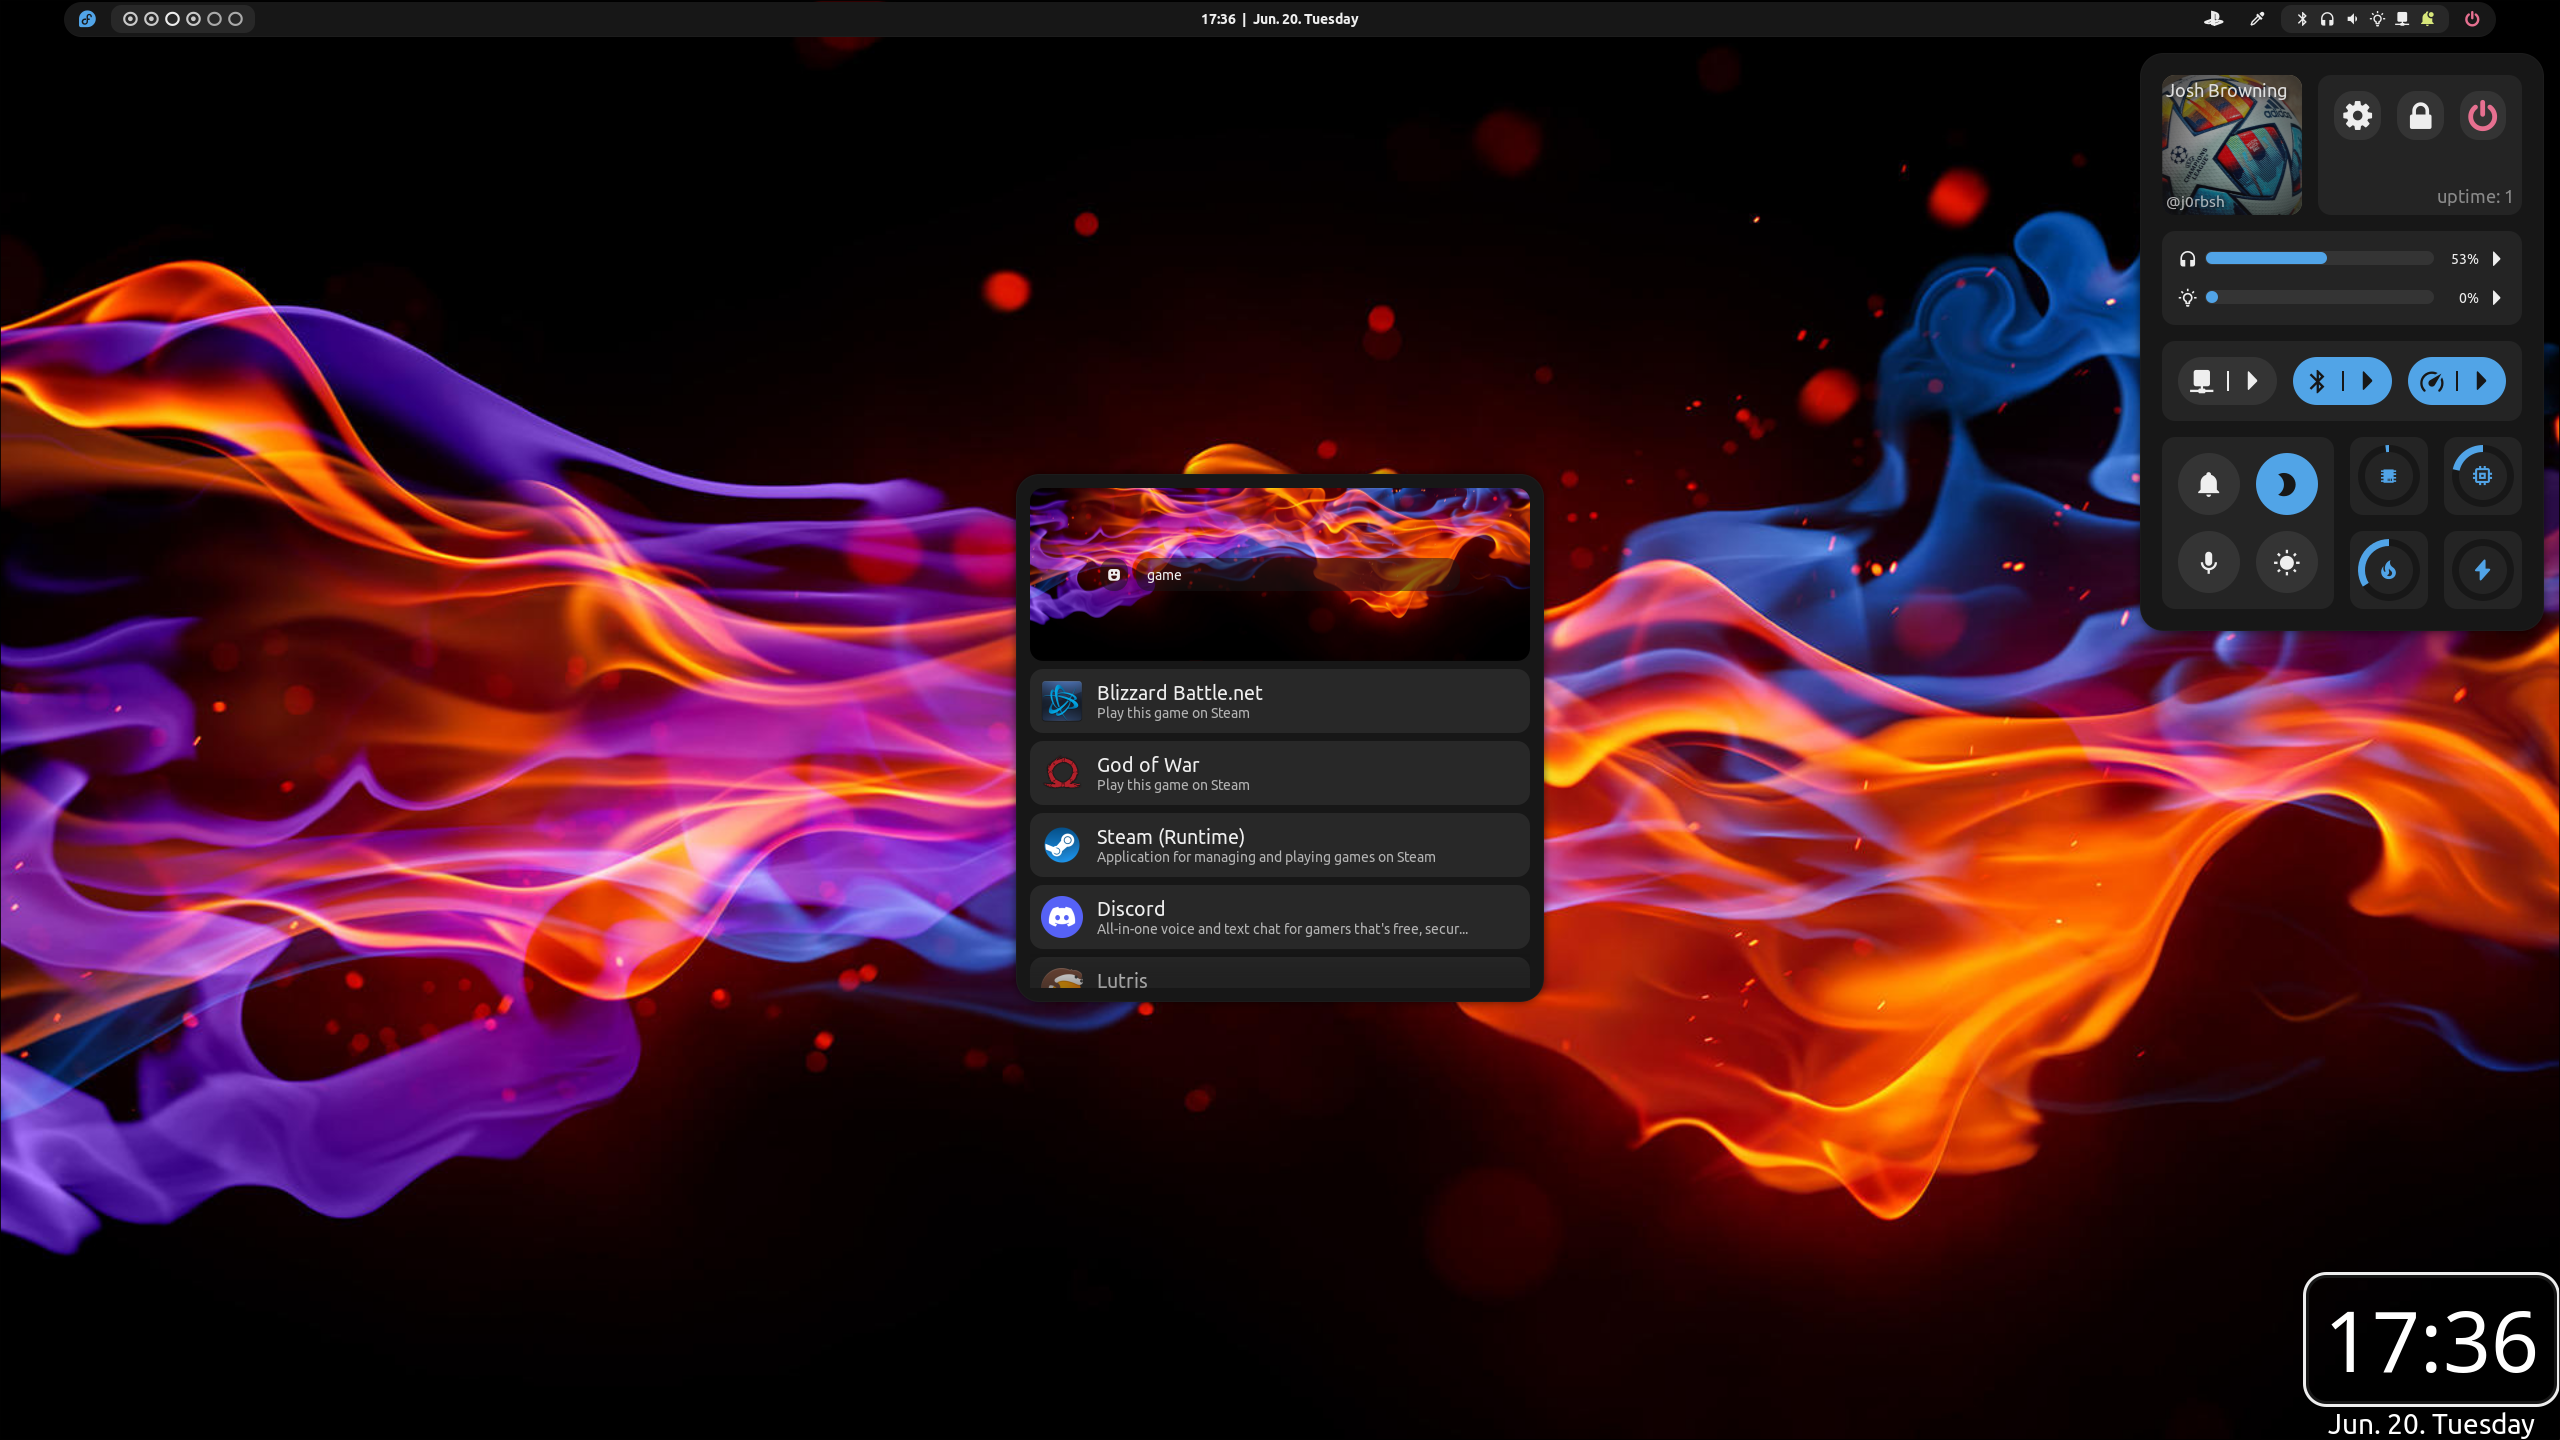 17:36 | Jun. 20. Tuesday
Josh Browning
adidas
CHAMPIONS
LEAGUE
@j0rbsh
uptime: 1
53%
0%
game
Blizzard Battle.net
Play this game on Steam
God of War
Play this game on Steam
Steam (Runtime)
Application for managing and playing games on Steam
Discord
All-in-one voice and text chat for gamers that's free, secur...
Lutris
17:36
Jun. 20. Tuesday